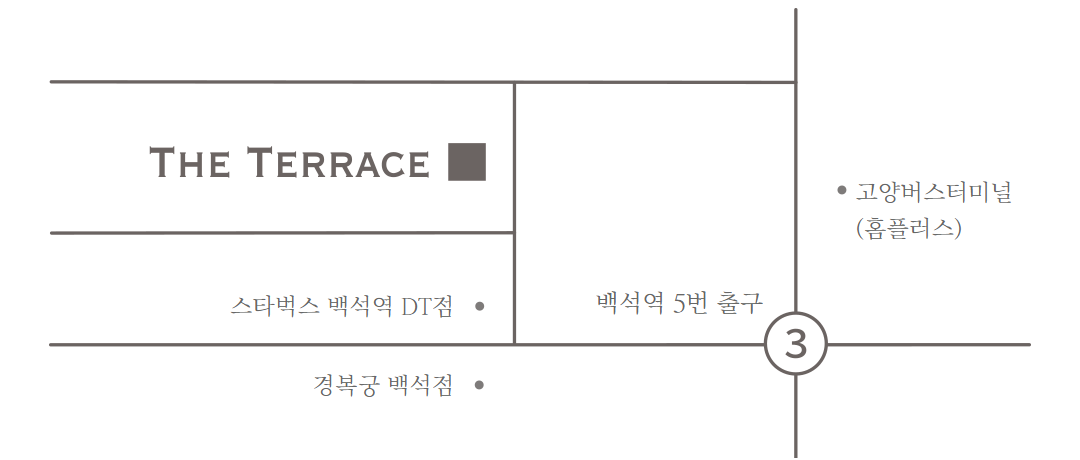 THE TERRACE
고양버스터미널
(홈플러스)
스타벅스 백석역 DT점
백석역 5번 출구
3
경복궁 백석점